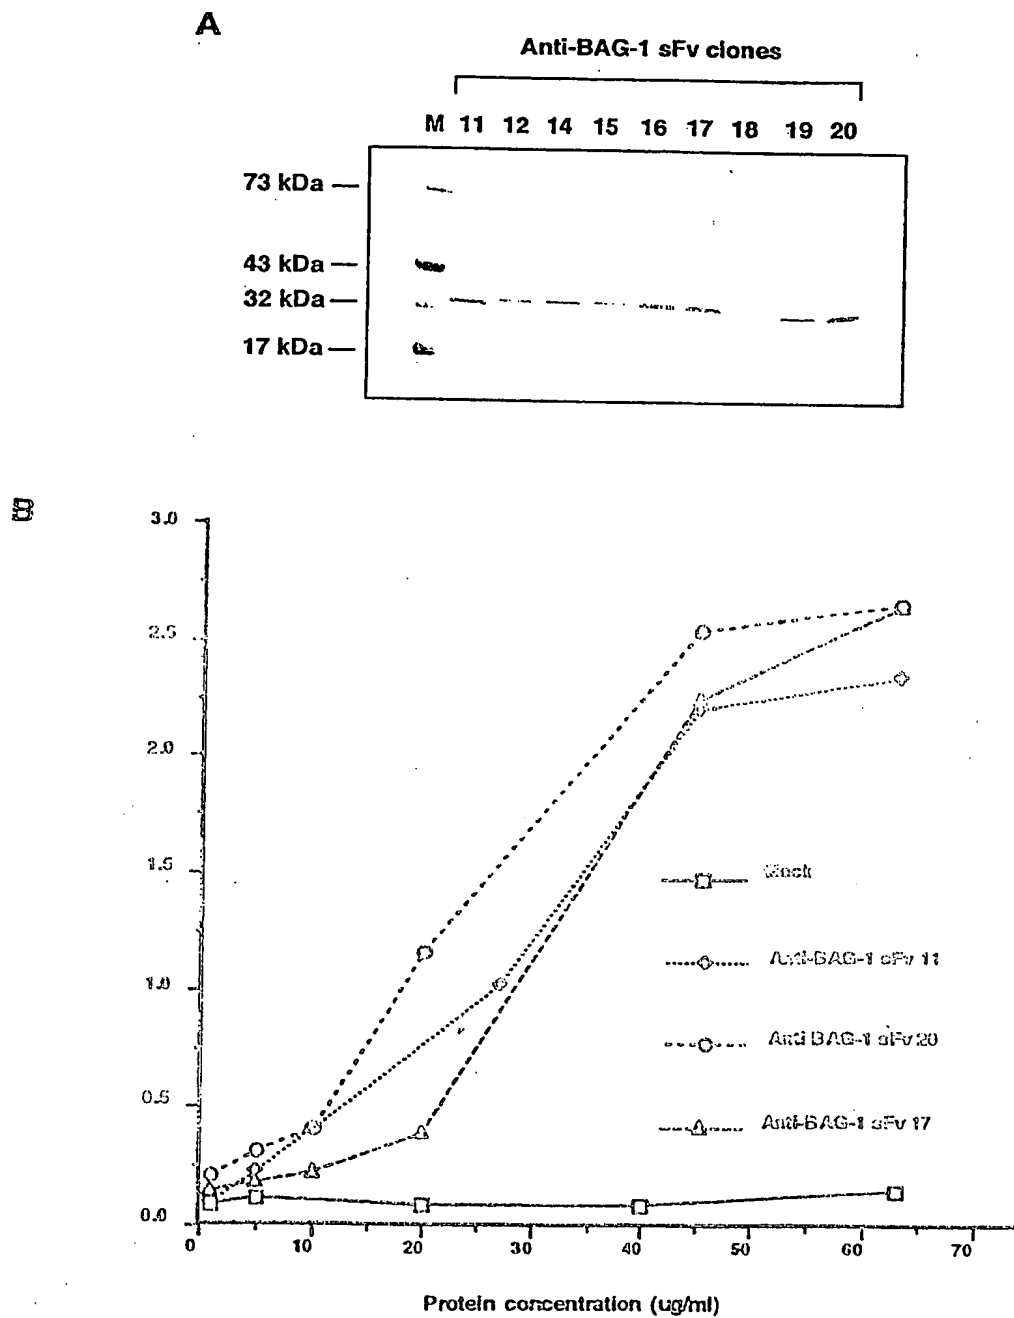 A
Anti-BAG-1 sFv clones
M 11 12 14 15 16 17 18 19 20
73 kDa
43 kDa
32 kDa
17 kDa
B
3.0
2.5
2.0
1.5
1.0
0.5
0.0
Mock
Anti-BAG-1 sFv 11
Anti BAG-1 sFv 20
Anti-BAG-1 sFv 17
0 10 20 30 40 50 60 70
Protein concentration (ug/ml)